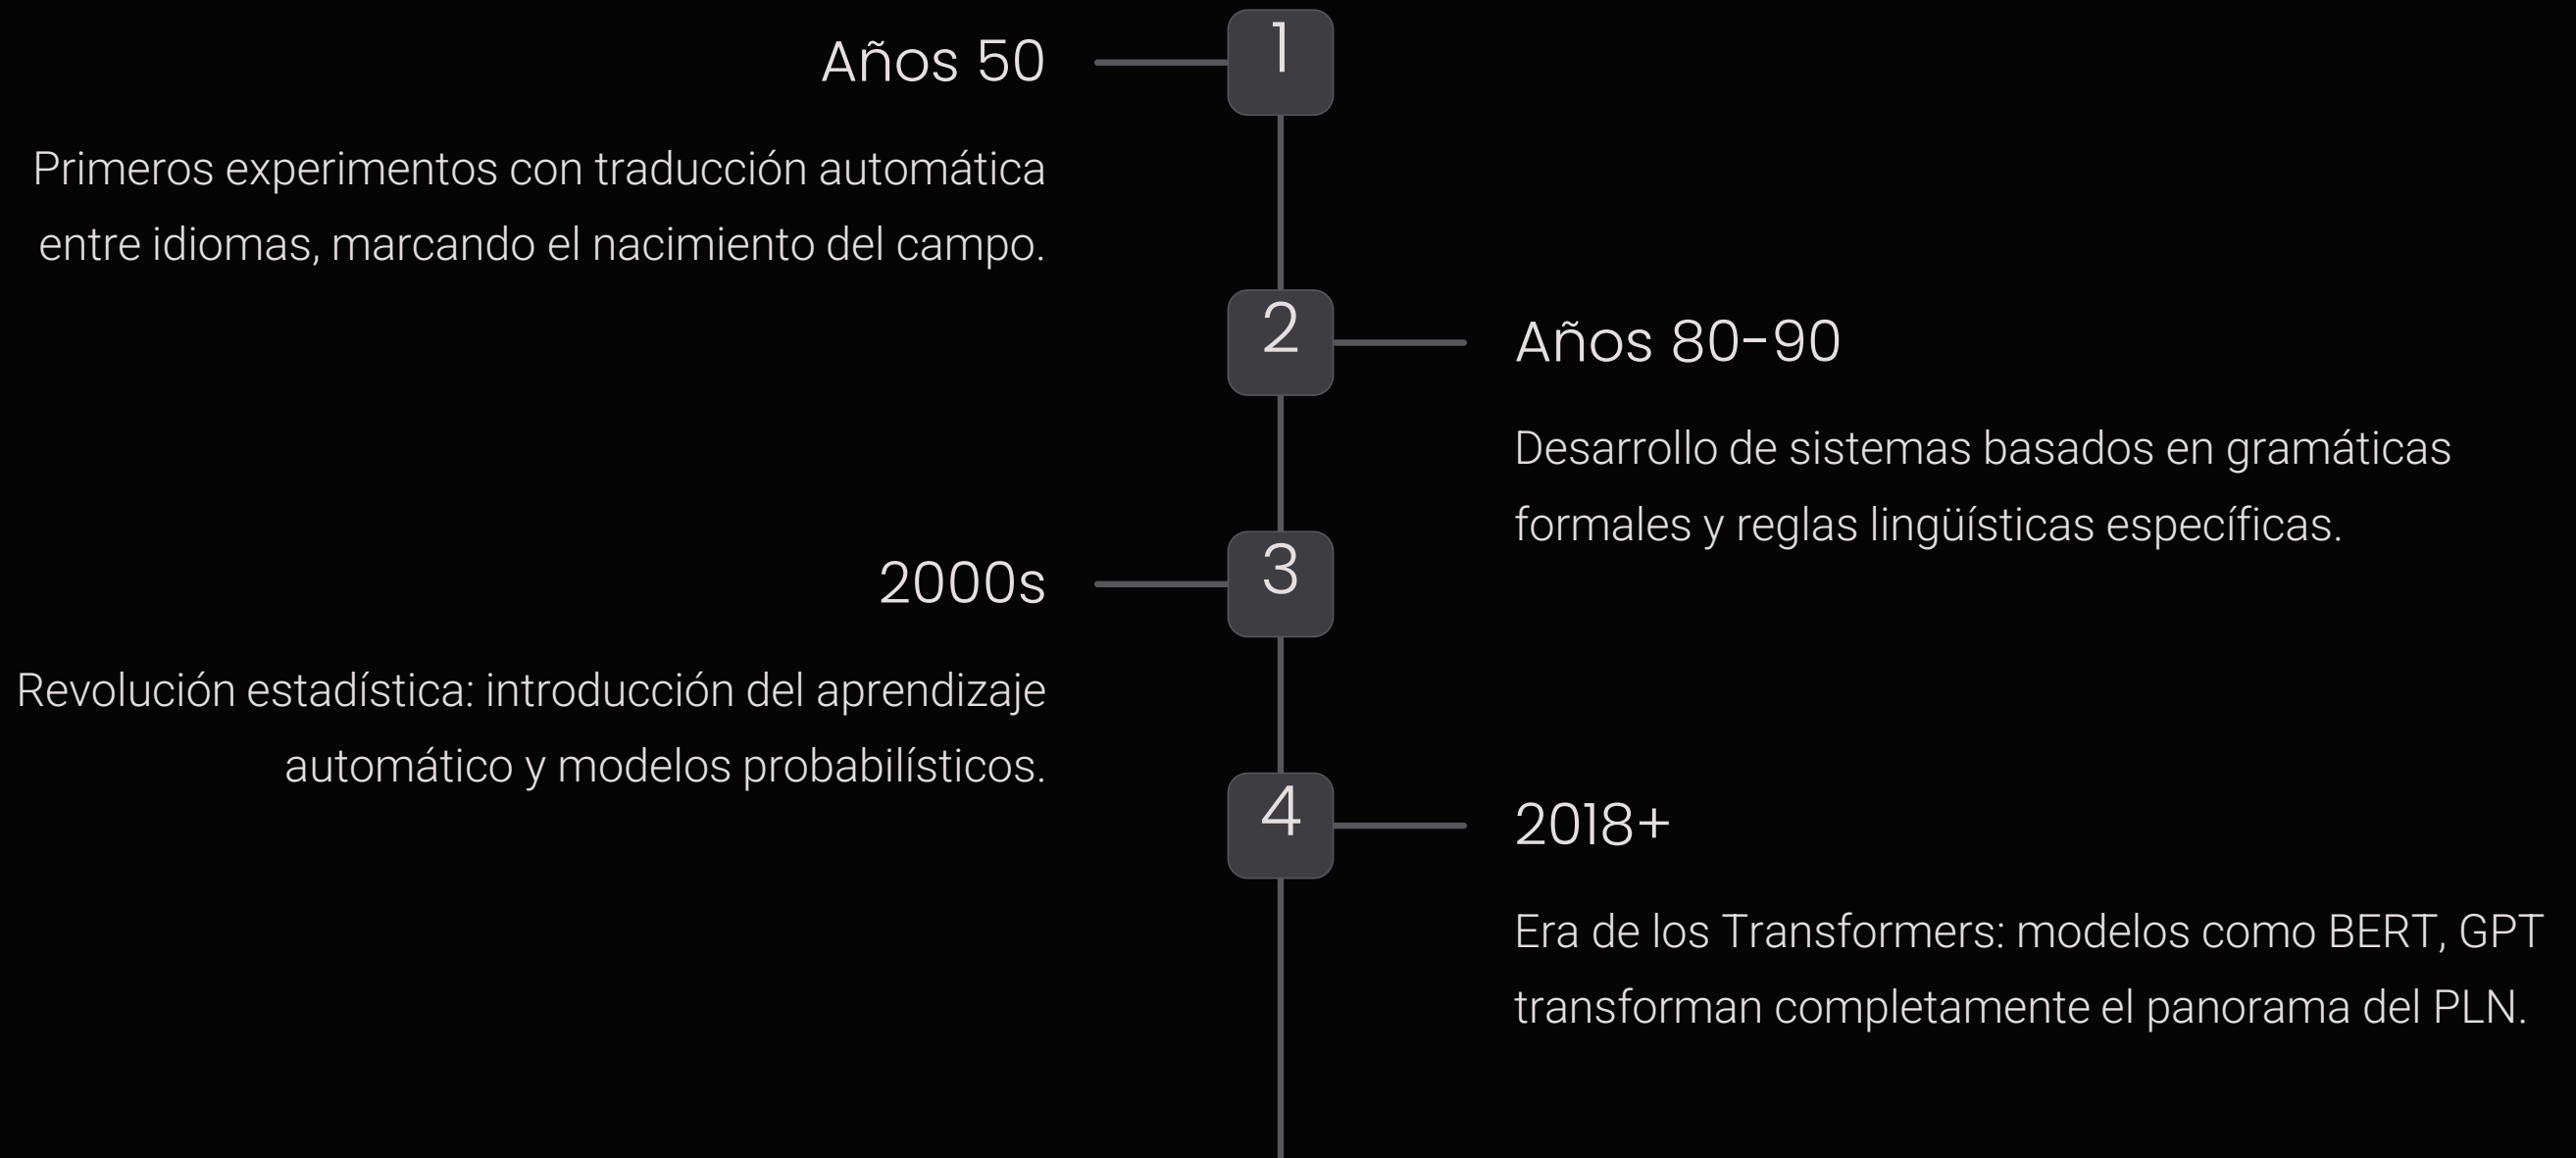 1
Años 50
Primeros experimentos con traducción automática
entre idiomas, marcando el nacimiento del campo.
2
Años 80-90
Desarrollo de sistemas basados en gramáticas
formales y reglas lingüísticas específicas.
3
2000s
Revolución estadística: introducción del aprendizaje
automático y modelos probabilísticos.
4
2018+
Era de los Transformers: modelos como BERT, GPT
transforman completamente el panorama del PLN.